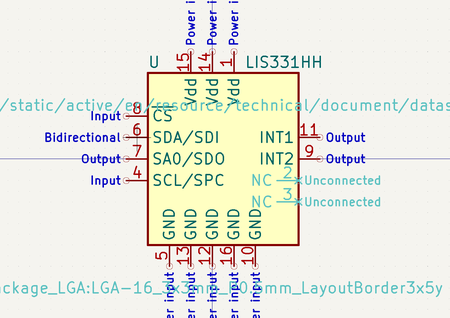 Power i Power i Power i
15 14 1
U LIS331HH
Vdd Vdd Vdd
/static/active/en/resource/technical/document/datas
Input 8 CS
Bidirectional 6 SDA/SDI INT1 11 Output
Output 7 SA0/SDO INT2 9 Output
Input 4 SCL/SPC NC 2 Unconnected
NC 3 Unconnected
GND GND GND GND GND
5 13 12 16 10
er input er input er input er input er input
ackage_LGA:LGA-16_3x3mm_P0.5mm_LayoutBorder3x5y